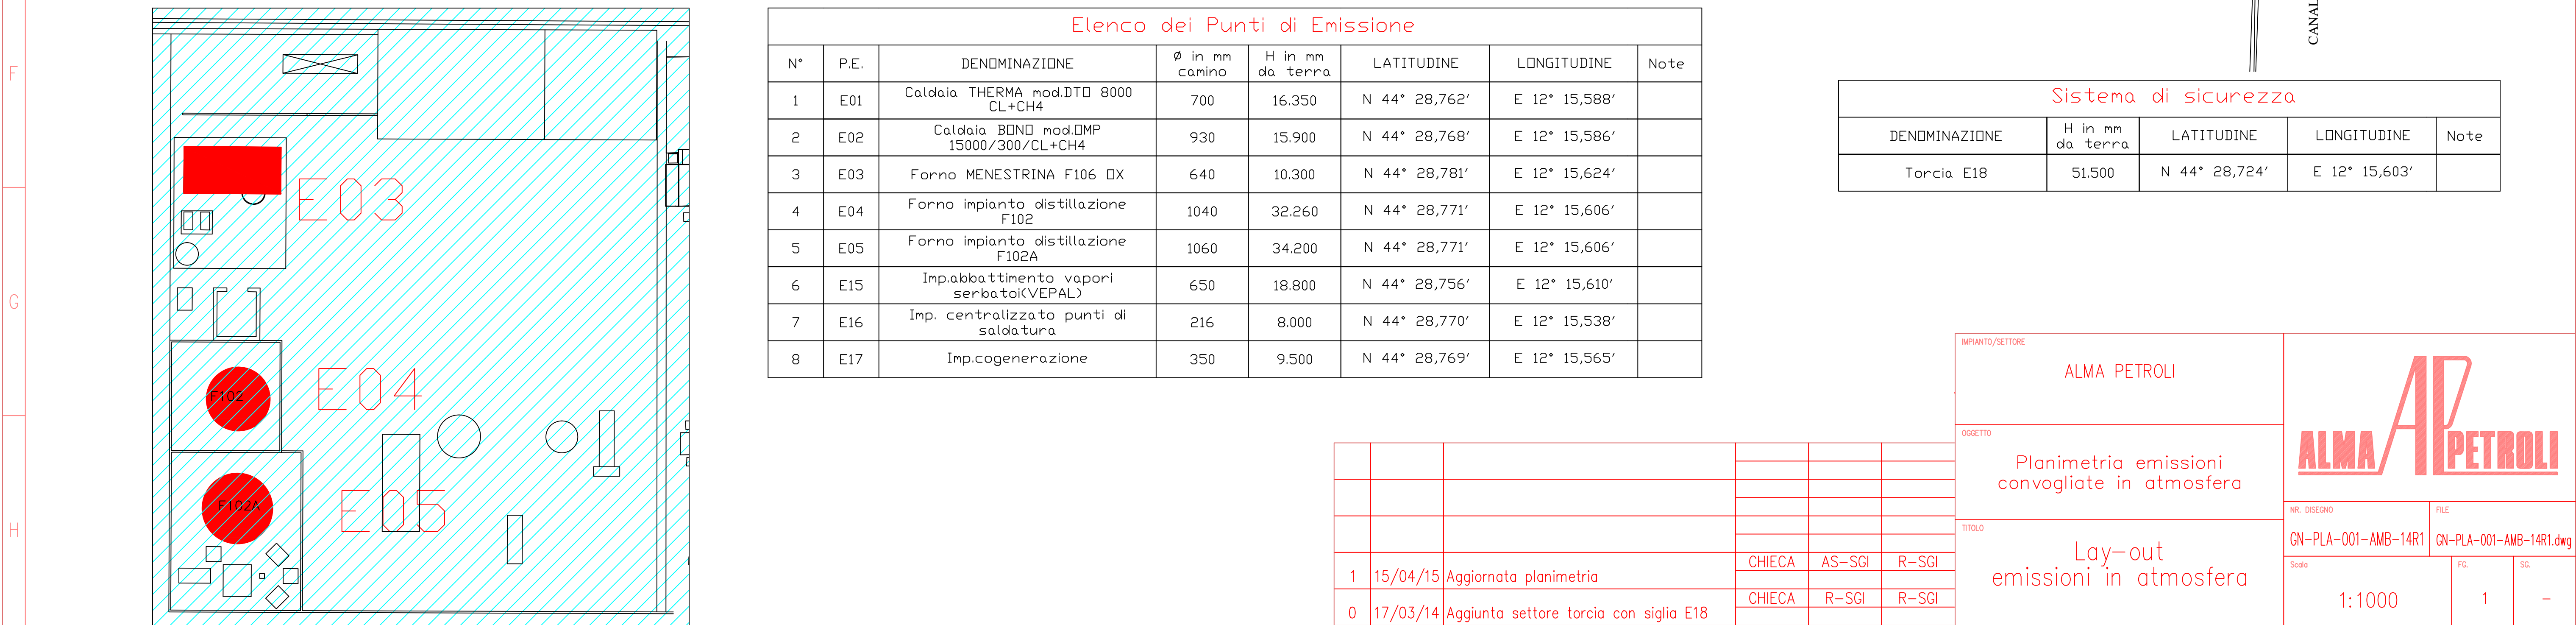 F
G
H
E03
F102
E04
F102A
E05
Elenco dei Punti di Emissione
N° P.E. DENOMINAZIONE Ø in mm camino H in mm da terra LATITUDINE LONGITUDINE Note
1 E01 Caldaia THERMA mod.DTO 8000 CL+CH4 700 16.350 N 44° 28,762' E 12° 15,588'
2 E02 Caldaia BONO mod.OMP 15000/300/CL+CH4 930 15.900 N 44° 28,768' E 12° 15,586'
3 E03 Forno MENESTRINA F106 OX 640 10.300 N 44° 28,781' E 12° 15,624'
4 E04 Forno impianto distillazione F102 1040 32.260 N 44° 28,771' E 12° 15,606'
5 E05 Forno impianto distillazione F102A 1060 34.200 N 44° 28,771' E 12° 15,606'
6 E15 Imp.abbattimento vapori serbatoi(VEPAL) 650 18.800 N 44° 28,756' E 12° 15,610'
7 E16 Imp. centralizzato punti di saldatura 216 8.000 N 44° 28,770' E 12° 15,538'
8 E17 Imp.cogenerazione 350 9.500 N 44° 28,769' E 12° 15,565'
CANAL
Sistema di sicurezza
DENOMINAZIONE H in mm da terra LATITUDINE LONGITUDINE Note
Torcia E18 51.500 N 44° 28,724' E 12° 15,603'
1 15/04/15 Aggiornata planimetria CHIECA AS-SGI R-SGI
0 17/03/14 Aggiunta settore torcia con siglia E18 CHIECA R-SGI R-SGI
IMPIANTO/SETTORE
ALMA PETROLI
OGGETTO
Planimetria emissioni
convogliate in atmosfera
TITOLO
Lay-out
emissioni in atmosfera
AP
ALMA PETROLI
NR. DISEGNO
GN-PLA-001-AMB-14R1
FILE
GN-PLA-001-AMB-14R1.dwg
Scala
1:1000
FG.
1
SG.
-